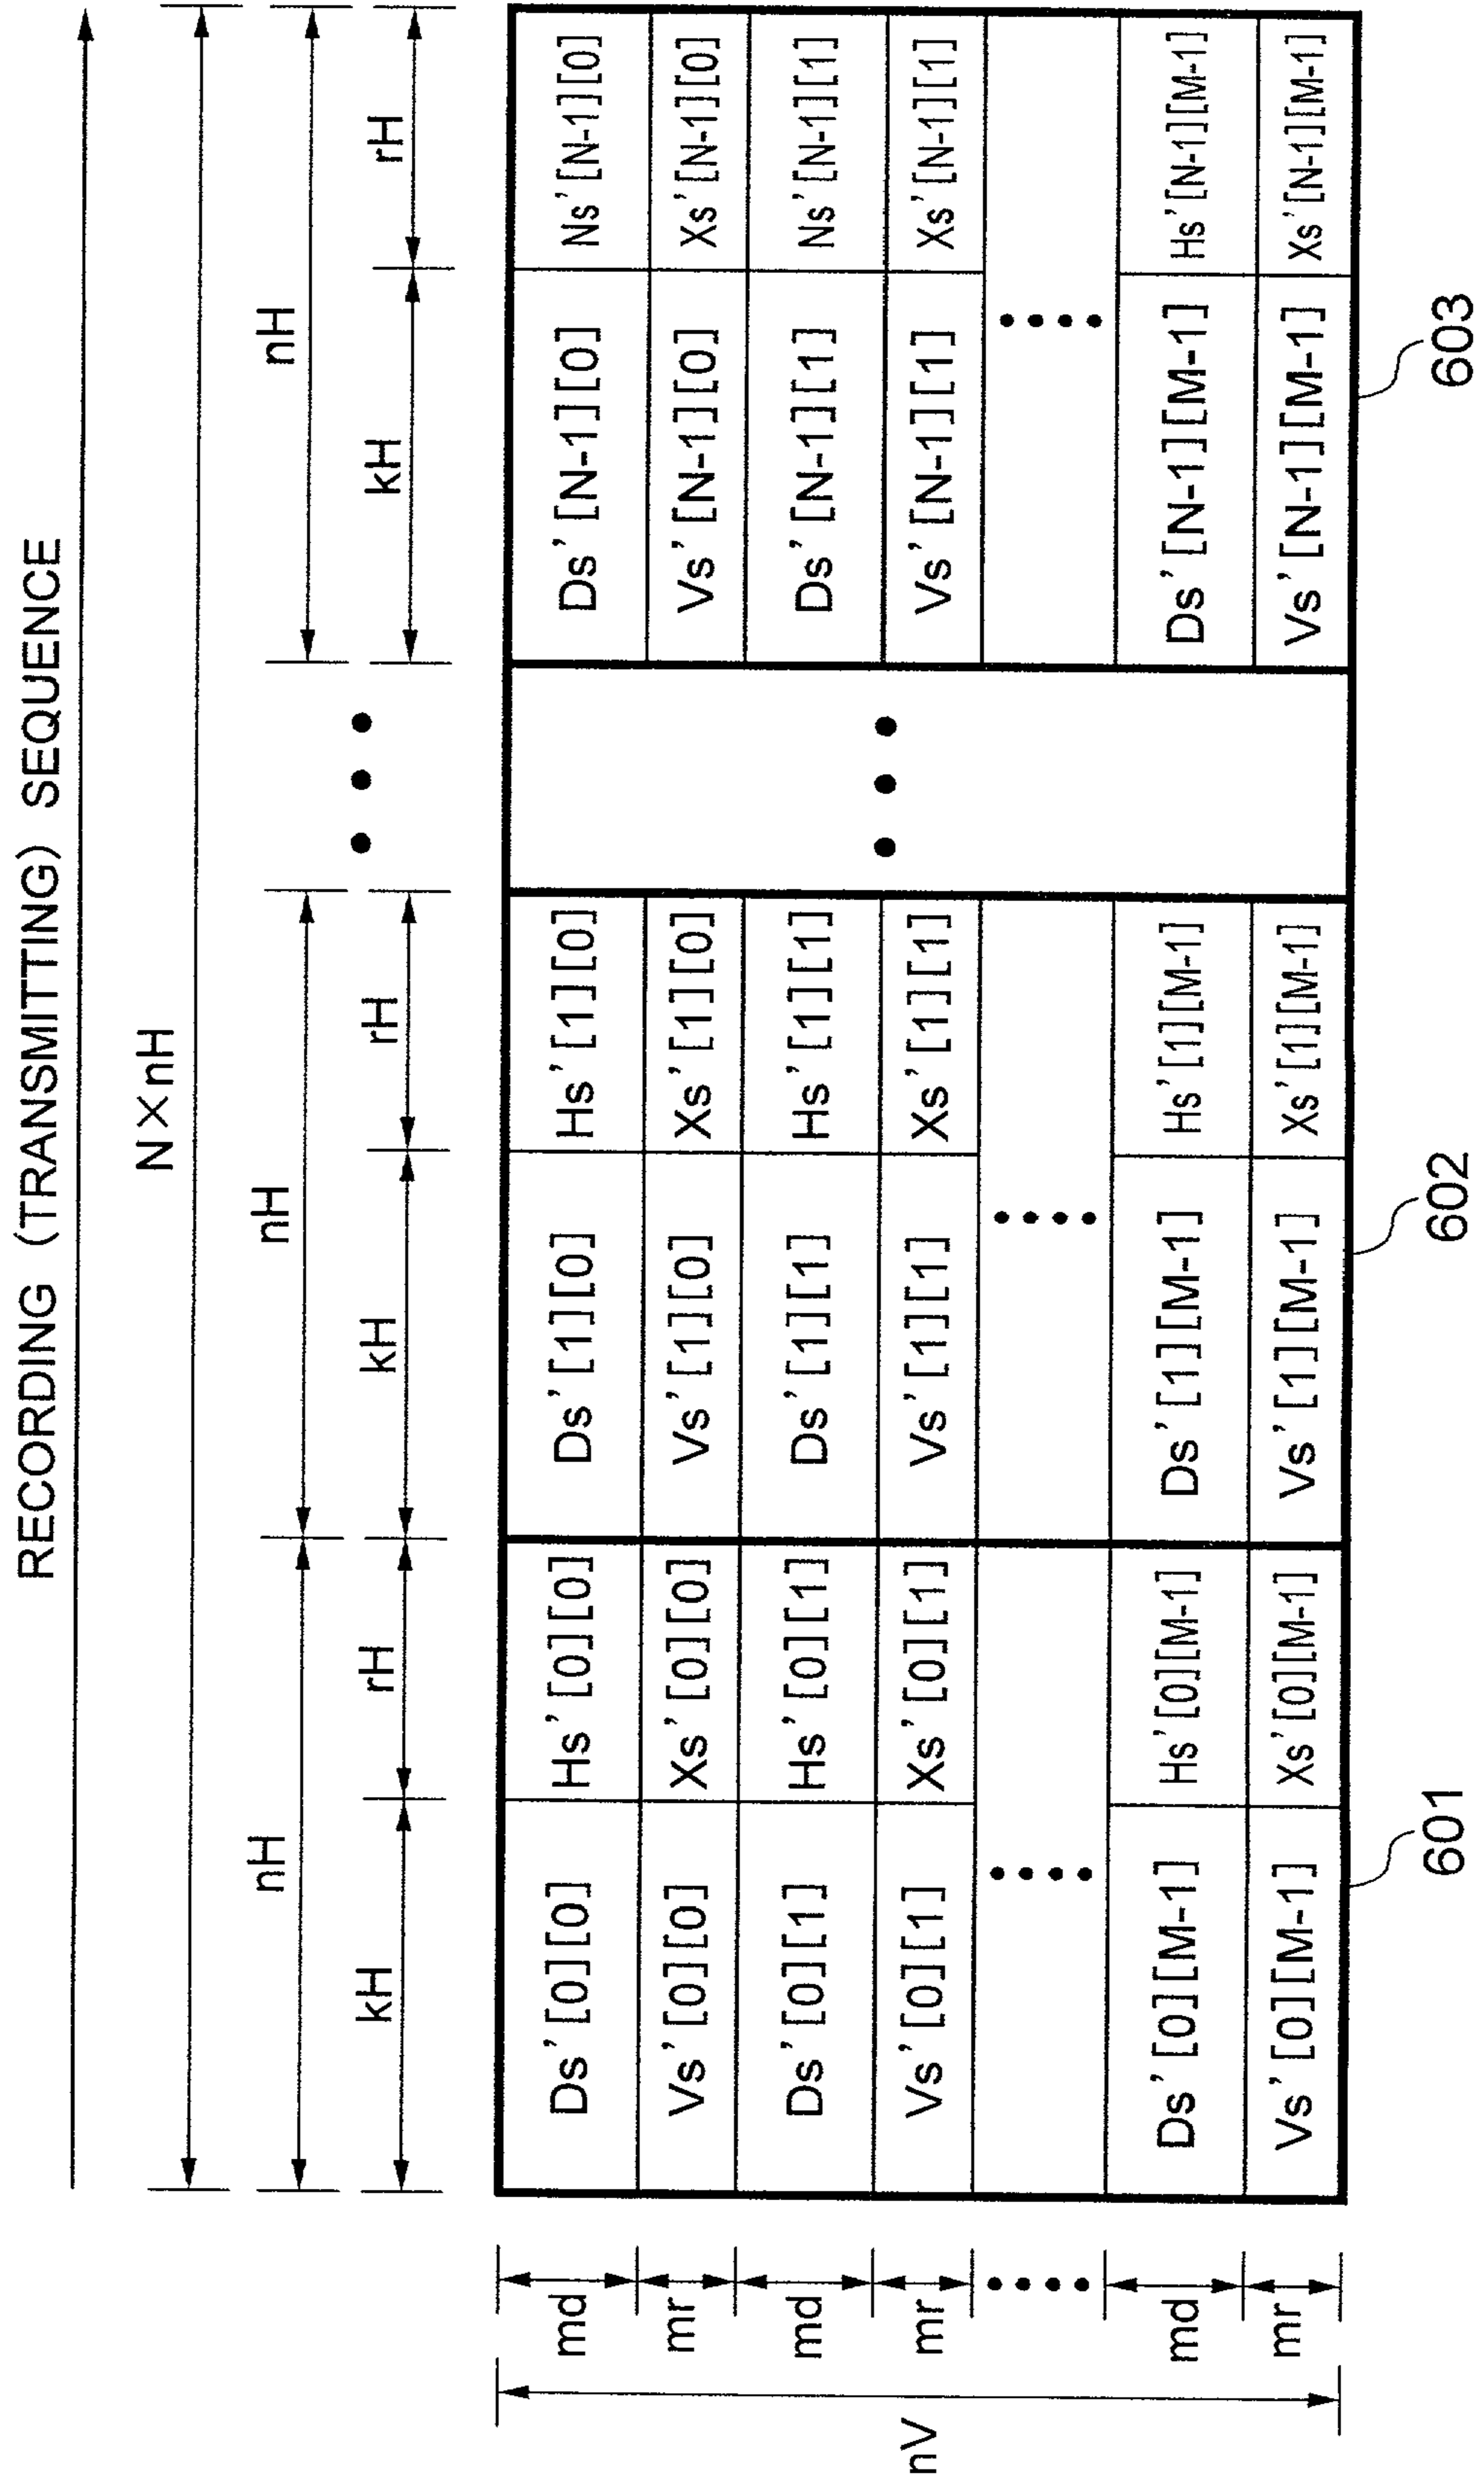 RECORDING (TRANSMITTING) SEQUENCE
N×nH
nH nH nH
kH rH kH rH • • • kH rH
nV
md Ds'[0][0] Hs'[0][0] Ds'[1][0] Hs'[1][0] Ds'[N-1][0] Ns'[N-1][0]
mr Vs'[0][0] Xs'[0][0] Vs'[1][0] Xs'[1][0] Vs'[N-1][0] Xs'[N-1][0]
md Ds'[0][1] Hs'[0][1] Ds'[1][1] Hs'[1][1] • • • Ds'[N-1][1] Ns'[N-1][1]
mr Vs'[0][1] Xs'[0][1] Vs'[1][1] Xs'[1][1] Vs'[N-1][1] Xs'[N-1][1]
•••• •••• •••• ••••
md Ds'[0][M-1] Hs'[0][M-1] Ds'[1][M-1] Hs'[1][M-1] Ds'[N-1][M-1] Hs'[N-1][M-1]
mr Vs'[0][M-1] Xs'[0][M-1] Vs'[1][M-1] Xs'[1][M-1] Vs'[N-1][M-1] Xs'[N-1][M-1]
601 602 603